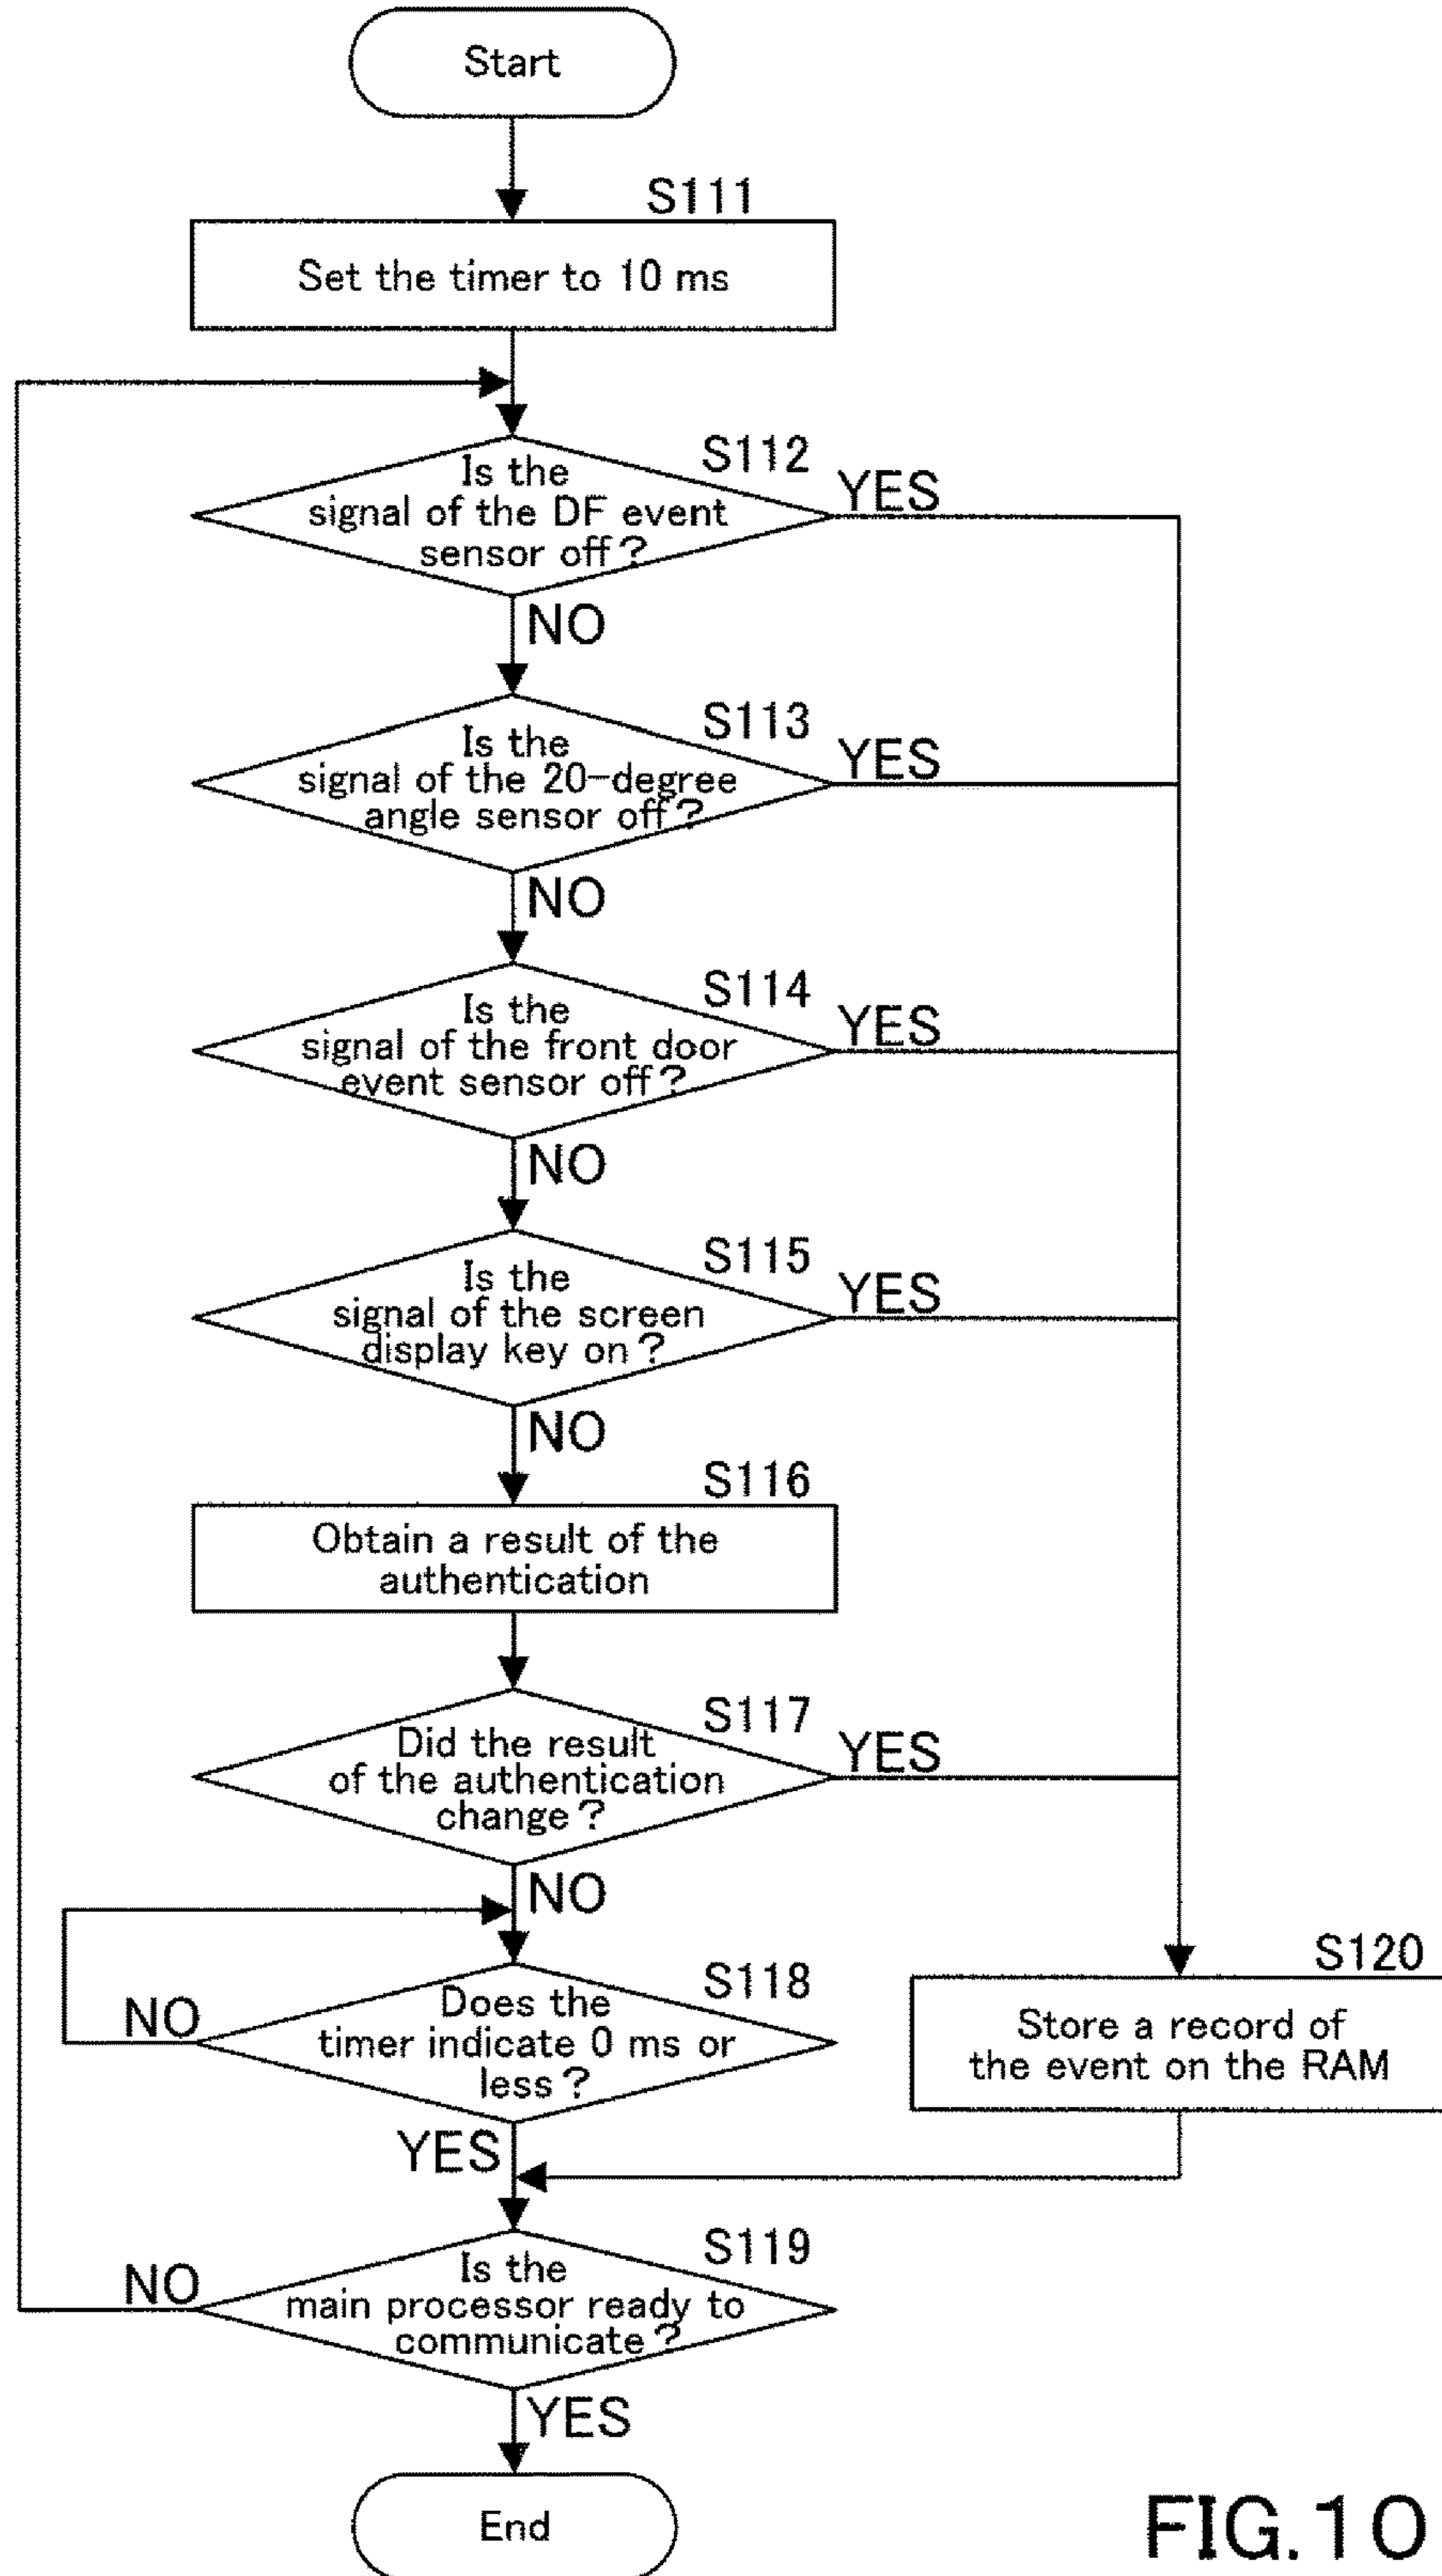 Start
S111
Set the timer to 10 ms
S112
Is the
signal of the DF event
sensor off?
YES
NO
S113
Is the
signal of the 20-degree
angle sensor off?
YES
NO
S114
Is the
signal of the front door
event sensor off?
YES
NO
S115
Is the
signal of the screen
display key on?
YES
NO
S116
Obtain a result of the
authentication
S117
Did the result
of the authentication
change?
YES
NO
S118
Does the
timer indicate 0 ms or
less?
NO
YES
S120
Store a record of
the event on the RAM
S119
Is the
main processor ready to
communicate?
NO
YES
End
FIG.10